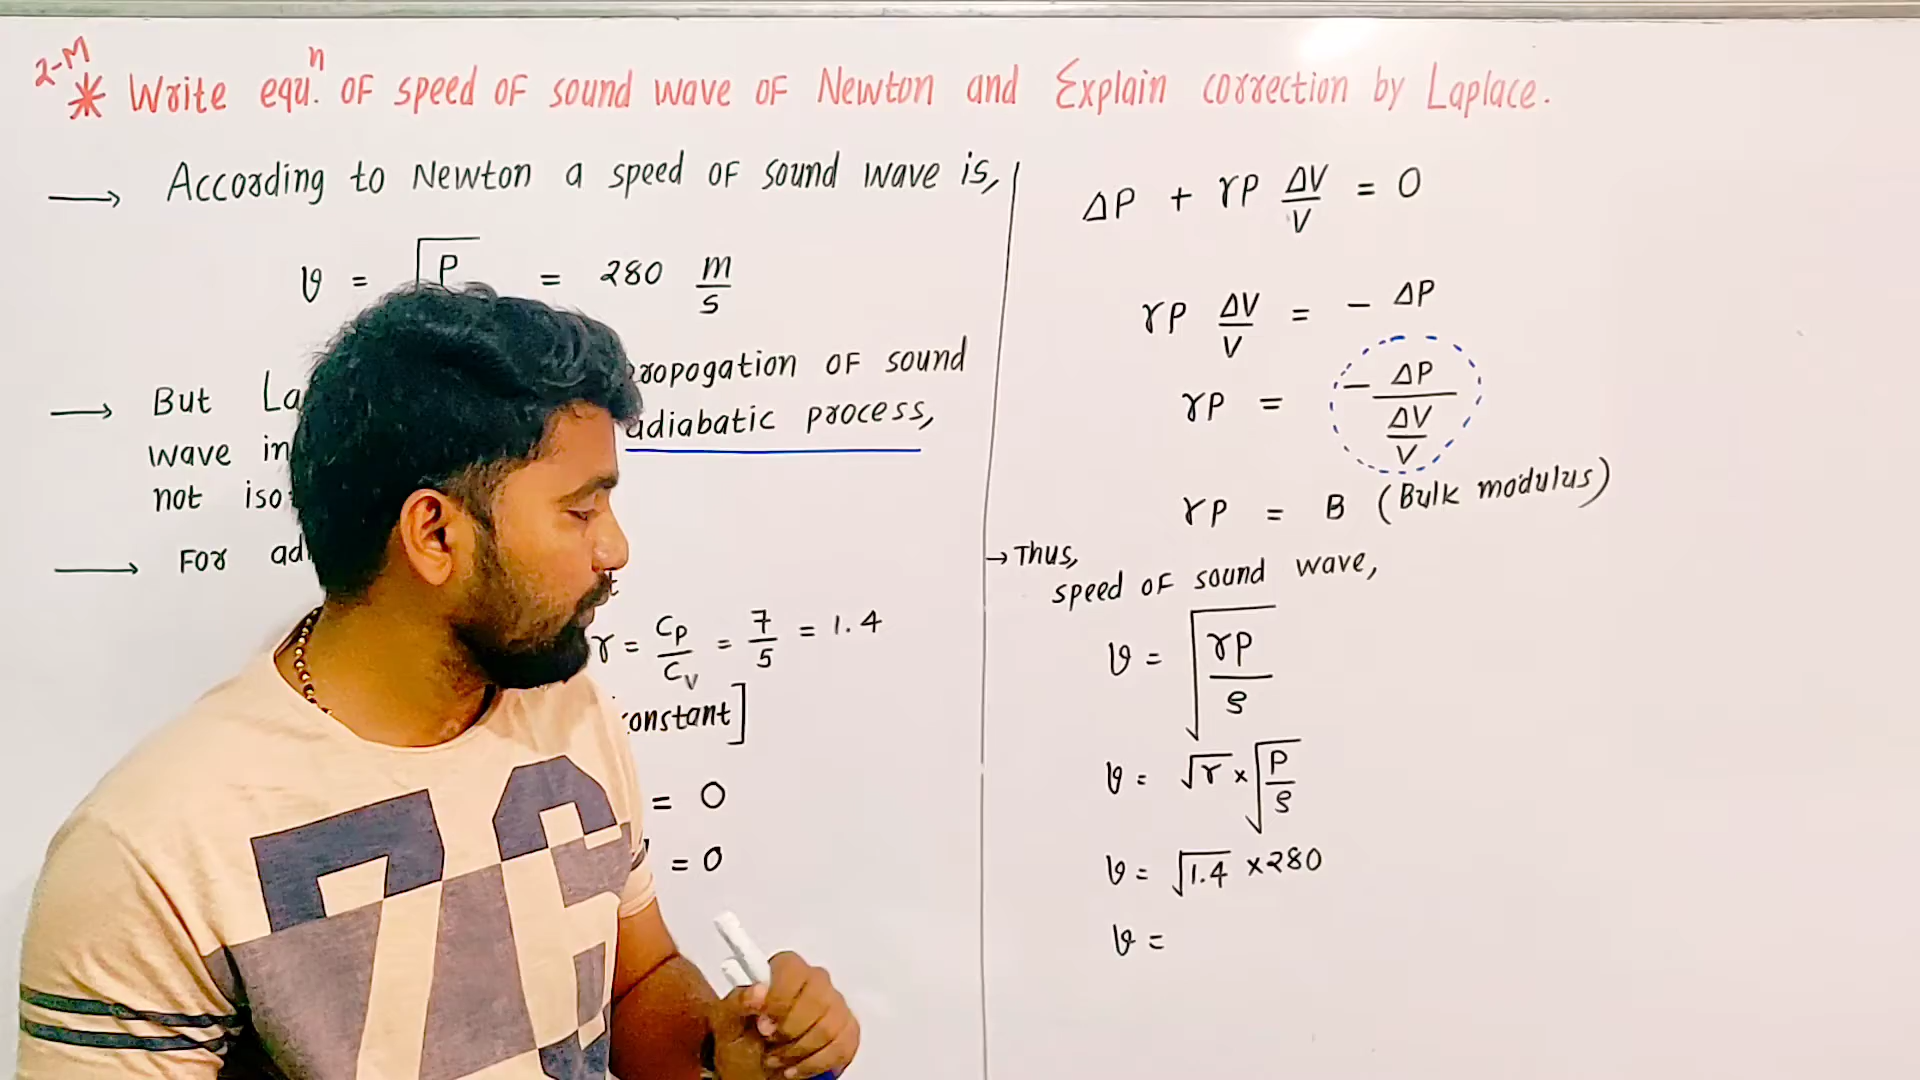 2-M
* Write equⁿ. OF speed OF sound wave OF Newton and Explain correction by Laplace.
→ According to Newton a speed OF sound wave is,
v = √P = 280 m/s
→ But La ropogation OF sound
wave in adiabatic process,
not iso
→ For ad
γ = CP/CV = 7/5 = 1.4
constant]
= 0
= 0
ΔP + γP ΔV/V = 0
γP ΔV/V = - ΔP
γP = - ΔP/(ΔV/V)
γP = B (Bulk modulus)
→ Thus,
speed OF sound wave,
v = √(γP/ρ)
v = √γ × √(P/ρ)
v = √1.4 × 280
v =
76